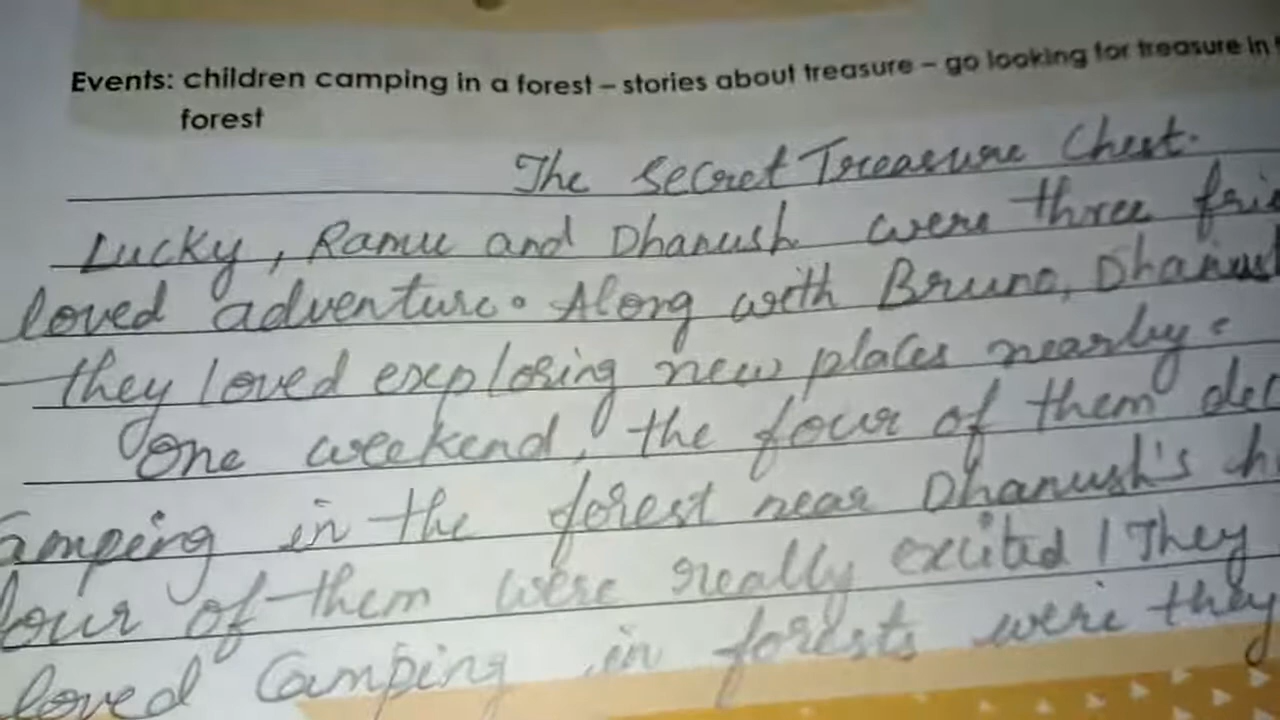 Events: children camping in a forest – stories about treasure – go looking for treasure in
forest
The Secret Treasure Chest.
Lucky, Ramu and Dhanush were three
loved adventure. Along with Bruno,
they loved exploring new places nearby.
One weekend, the four of them
in the forest near Dhanush's
four of them were really excited! They
loved Camping in forests were they